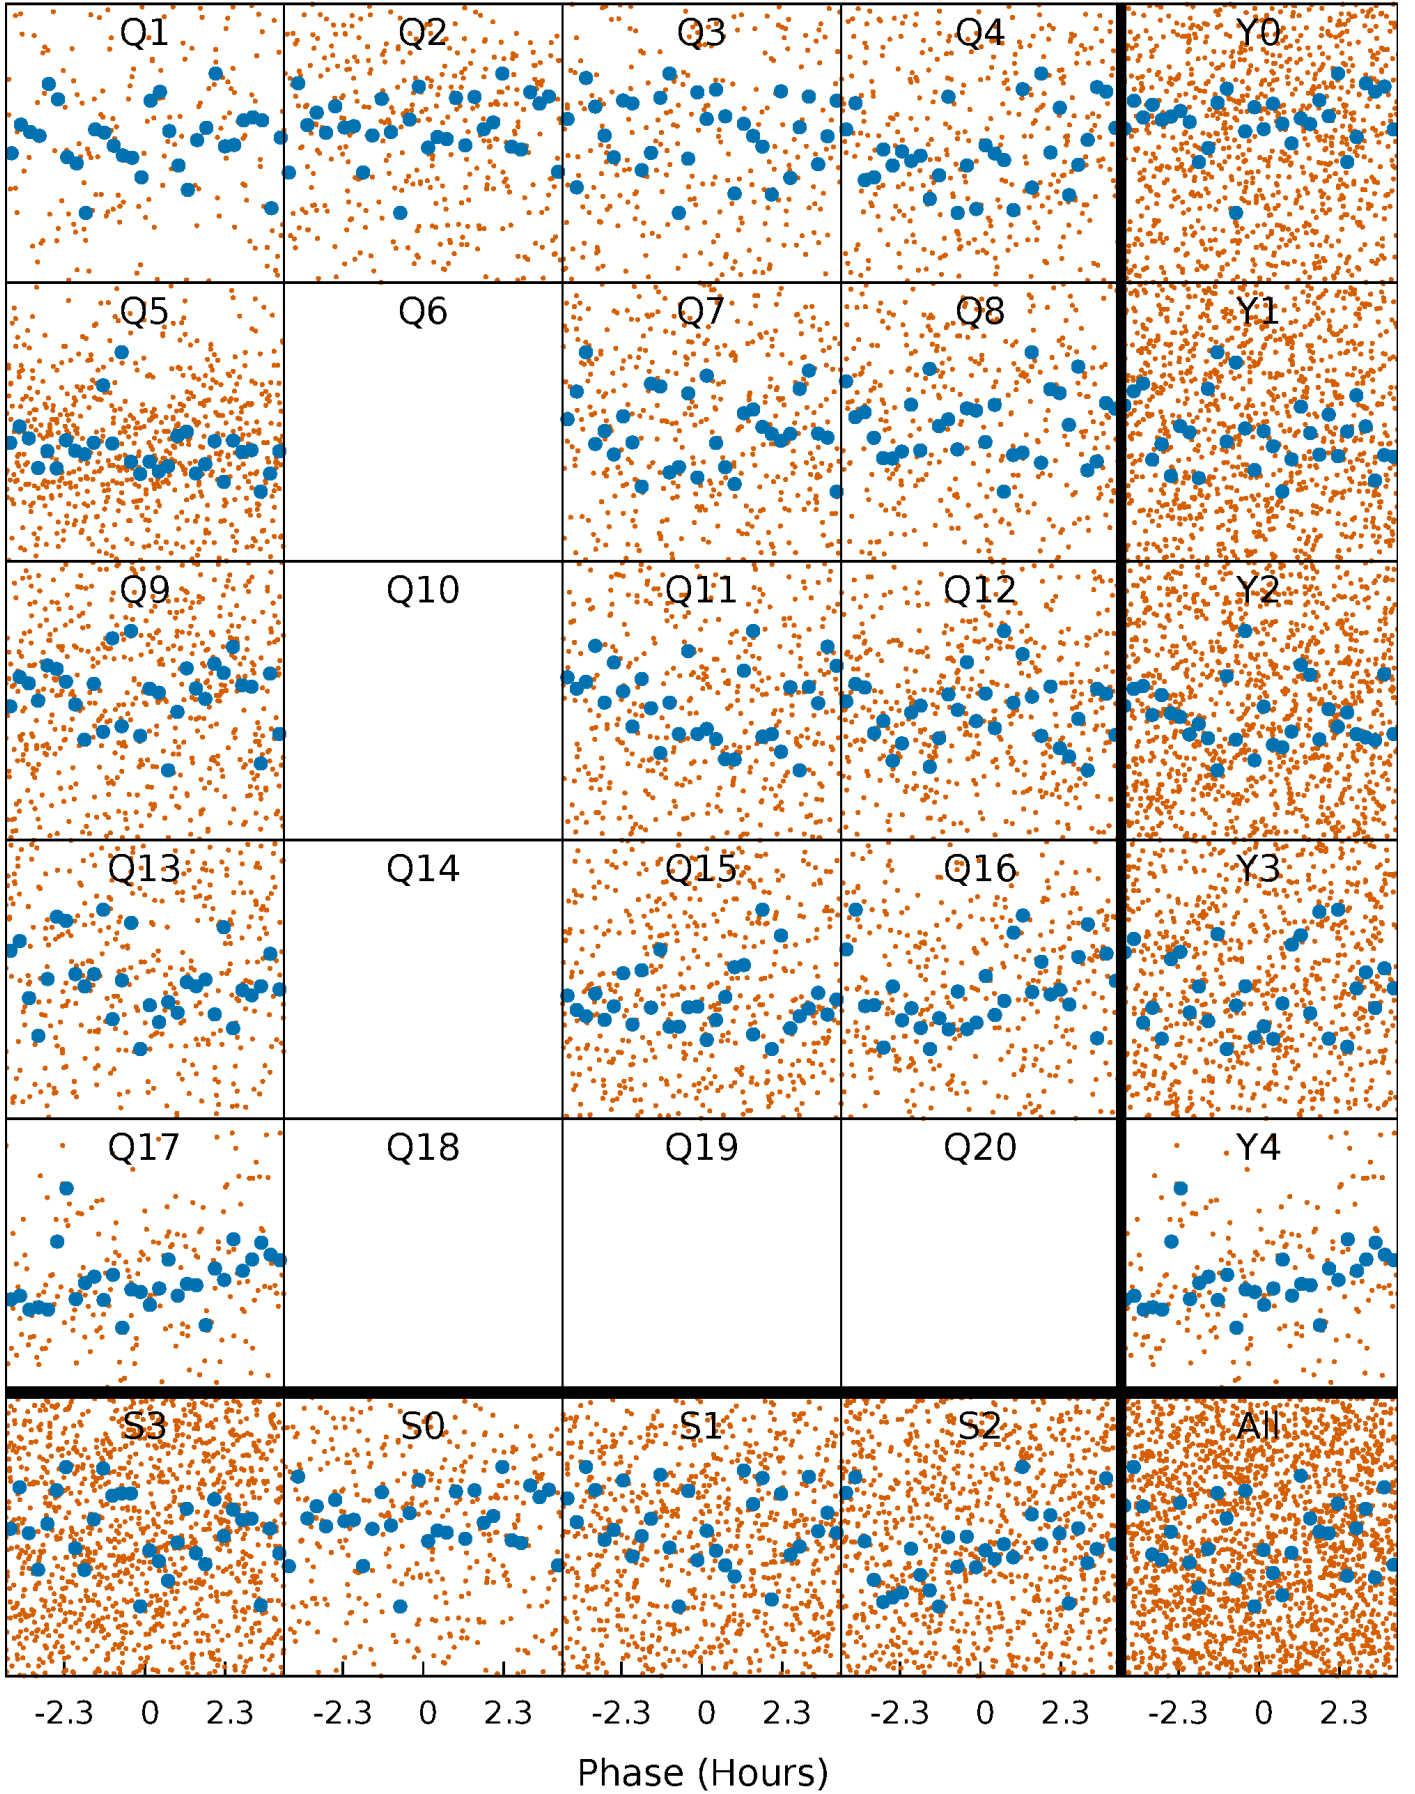 Q1 Q2 Q3 Q4 Y0
Q5 Q6 Q7 Q8 Y1
Q9 Q10 Q11 Q12 Y2
Q13 Q14 Q15 Q16 Y3
Q17 Q18 Q19 Q20 Y4
S3 S0 S1 S2 All
-2.3 0 2.3 -2.3 0 2.3 -2.3 0 2.3 -2.3 0 2.3 -2.3 0 2.3
Phase (Hours)